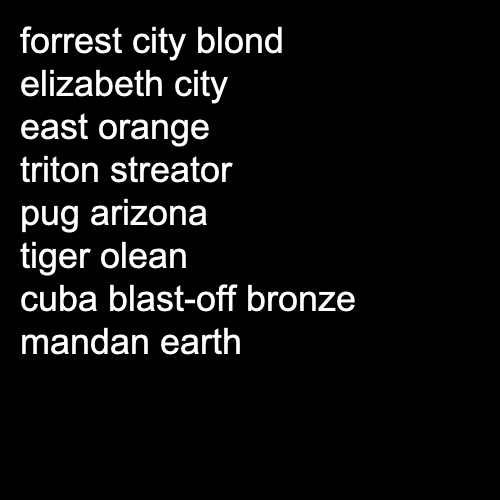 forrest city blond
elizabeth city
east orange
triton streator
pug arizona
tiger olean
cuba blast-off bronze
mandan earth